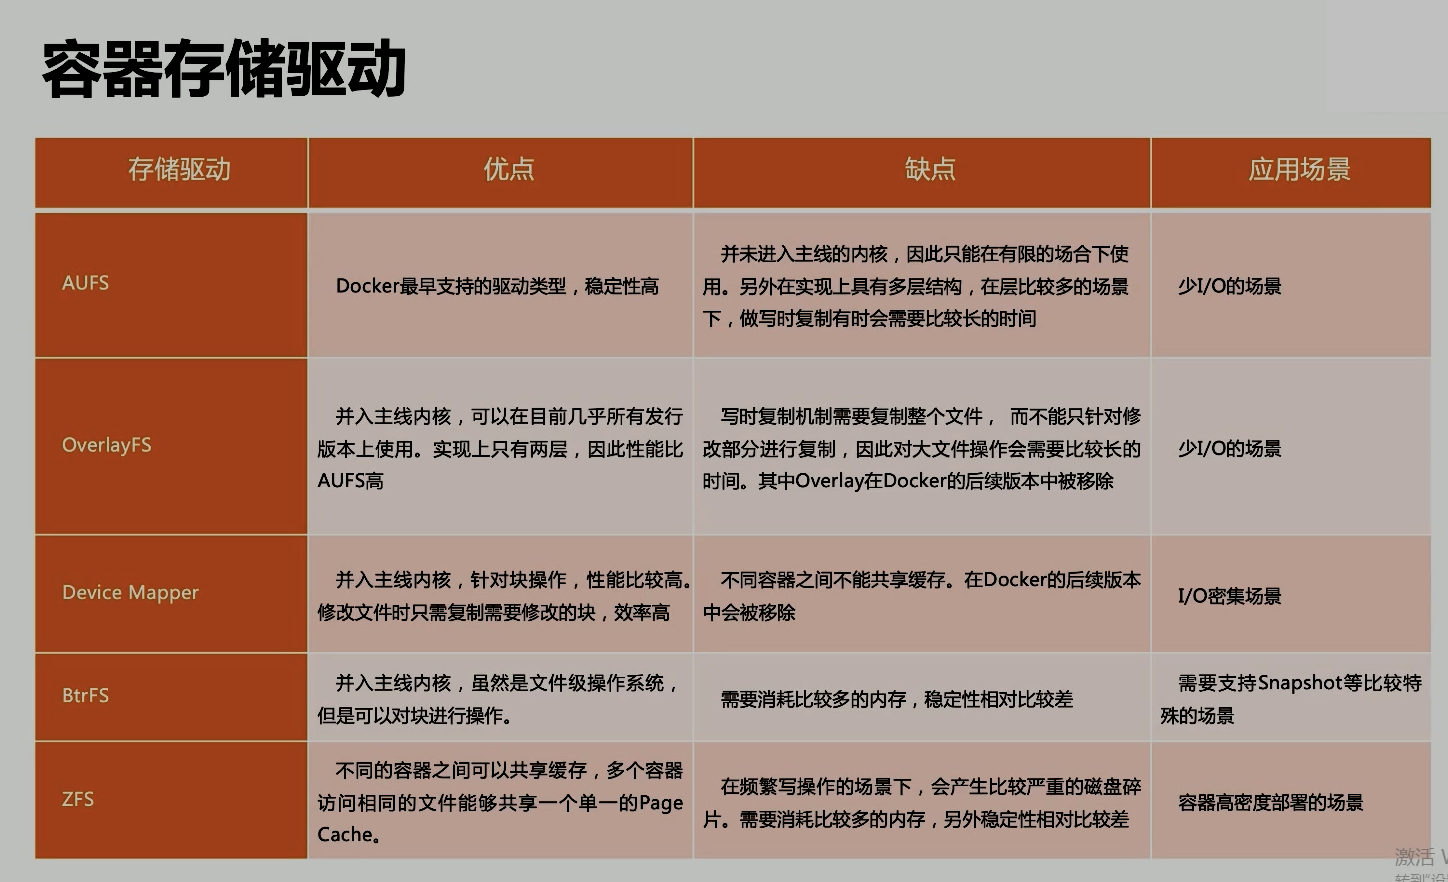 容器存储驱动
存储驱动
优点
缺点
应用场景
AUFS
Docker最早支持的驱动类型，稳定性高
并未进入主线的内核，因此只能在有限的场合下使
用。另外在实现上具有多层结构，在层比较多的场景
下，做写时复制有时会需要比较长的时间
少I/O的场景
OverlayFS
并入主线内核，可以在目前几乎所有发行
版本上使用。实现上只有两层，因此性能比
AUFS高
写时复制机制需要复制整个文件， 而不能只针对修
改部分进行复制，因此对大文件操作会需要比较长的
时间。其中Overlay在Docker的后续版本中被移除
少I/O的场景
Device Mapper
并入主线内核，针对块操作，性能比较高。
修改文件时只需复制需要修改的块，效率高
不同容器之间不能共享缓存。在Docker的后续版本
中会被移除
I/O密集场景
BtrFS
并入主线内核，虽然是文件级操作系统，
但是可以对块进行操作。
需要消耗比较多的内存，稳定性相对比较差
需要支持Snapshot等比较特
殊的场景
ZFS
不同的容器之间可以共享缓存，多个容器
访问相同的文件能够共享一个单一的Page
Cache。
在频繁写操作的场景下，会产生比较严重的磁盘碎
片。需要消耗比较多的内存，另外稳定性相对比较差
容器高密度部署的场景
激活